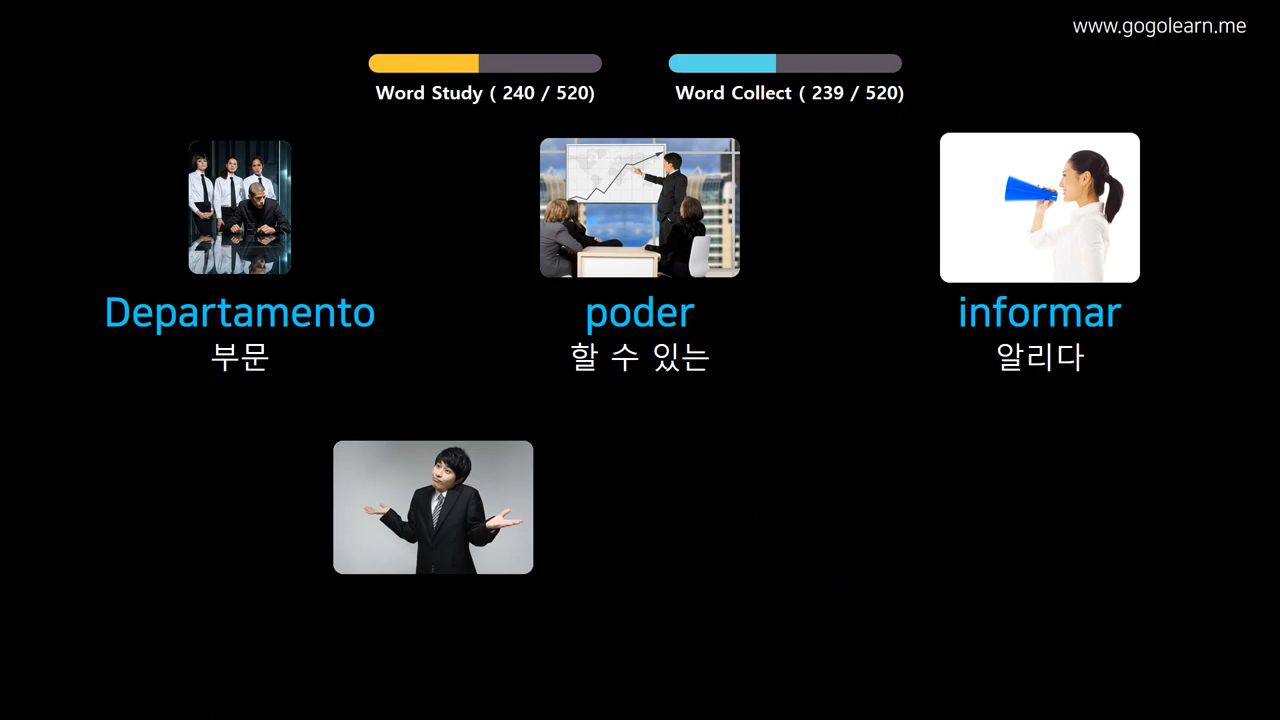 www.gogolearn.me
Word Study ( 240 / 520)
Word Collect ( 239 / 520)
Departamento
부문
poder
할 수 있는
informar
알리다